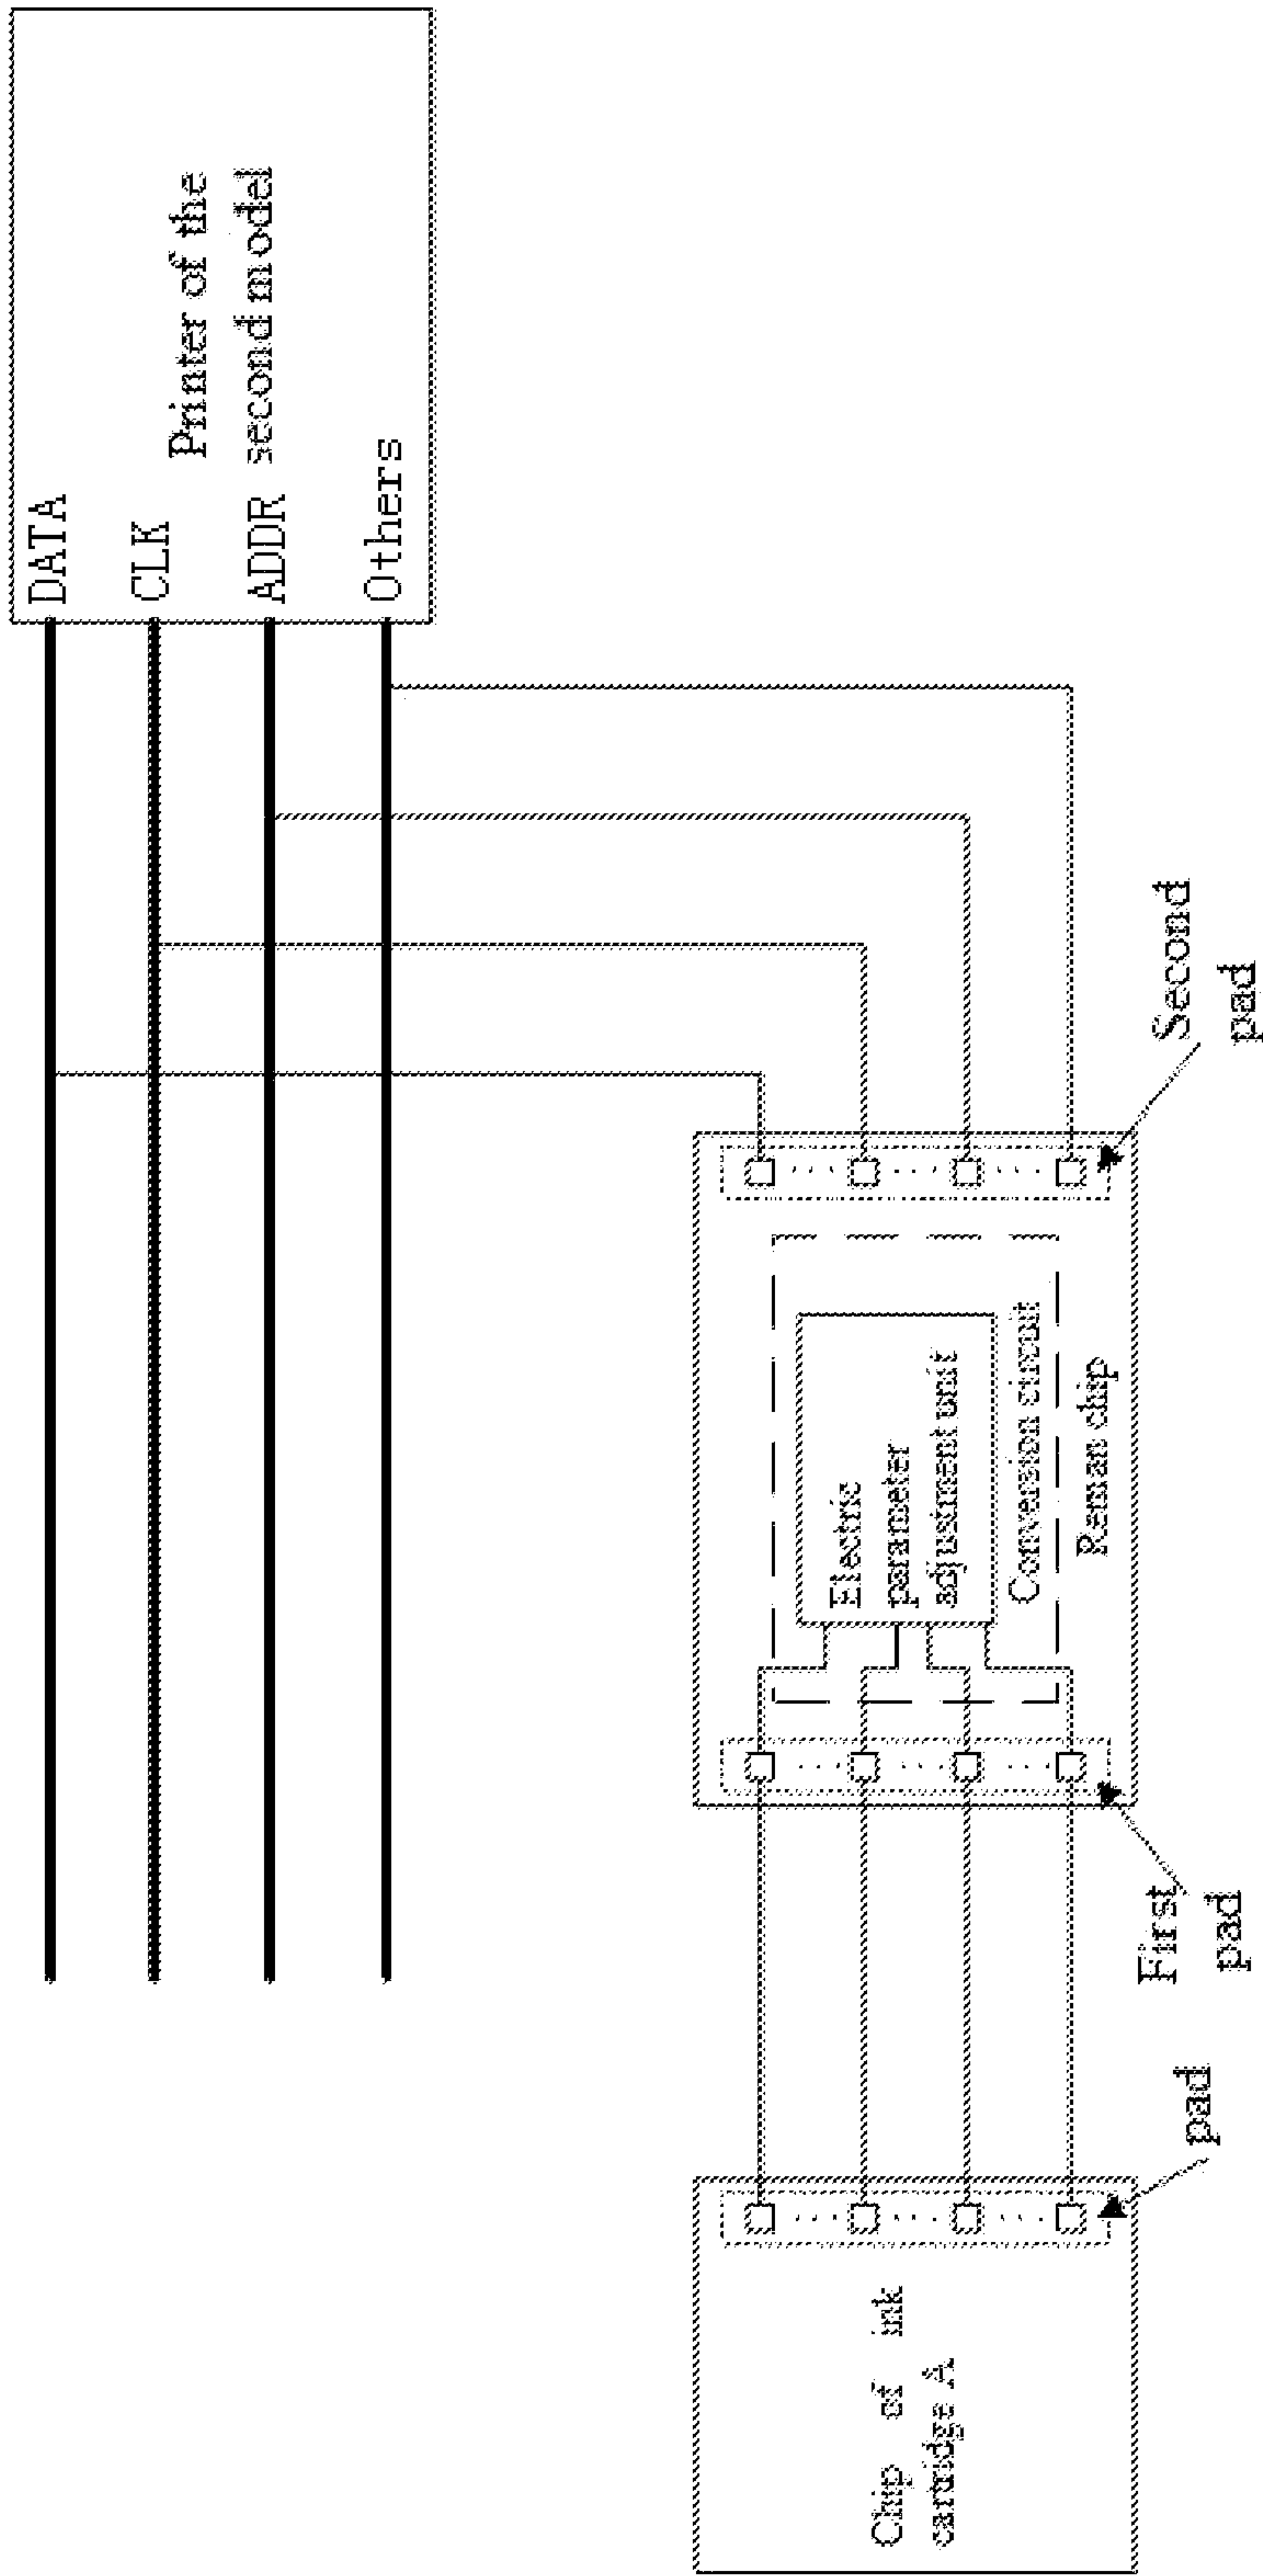 Printer of the
second model
DATA
CLK
ADDR
Others
Second
pad
Electric
parameter
adjustment unit
Conversion circuit
Reman chip
First
pad
pad
Chip of ink
cartridge A